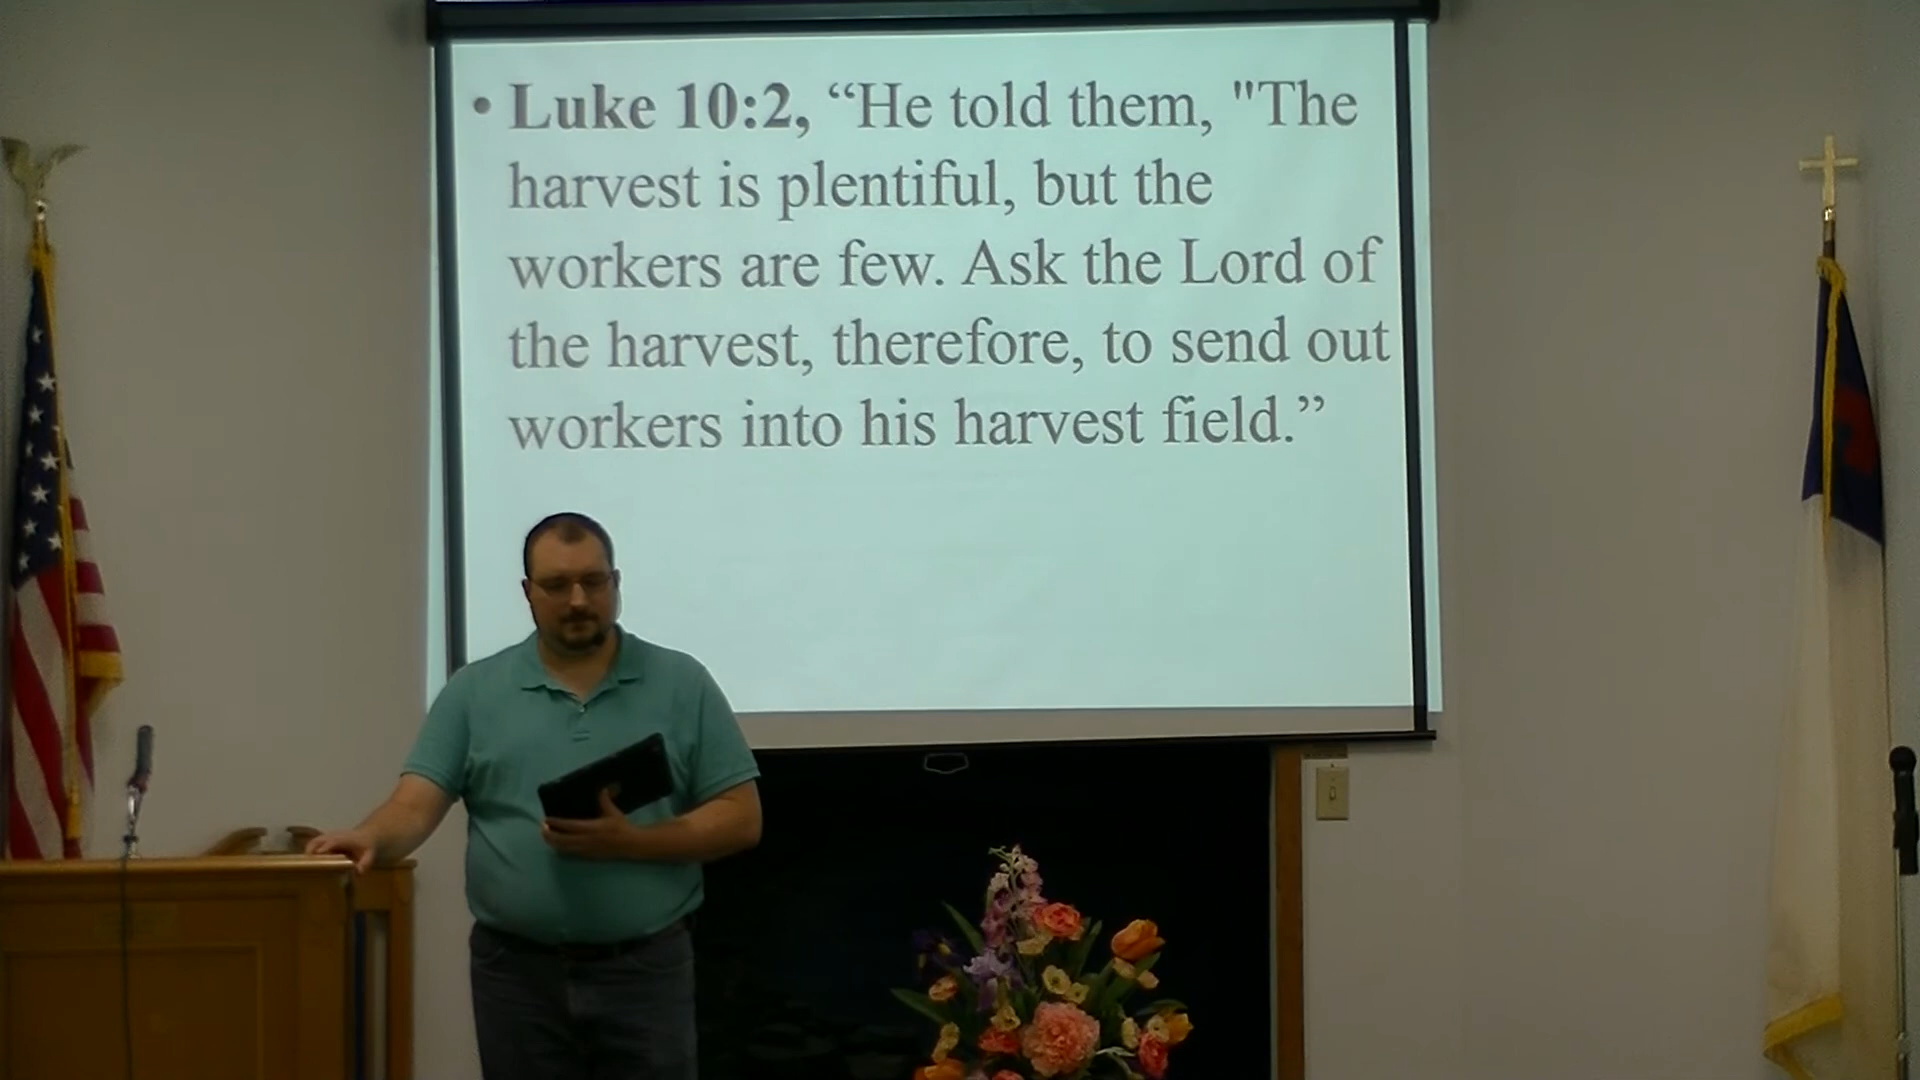 • Luke 10:2, “He told them, "The
harvest is plentiful, but the
workers are few. Ask the Lord of
the harvest, therefore, to send out
workers into his harvest field.”